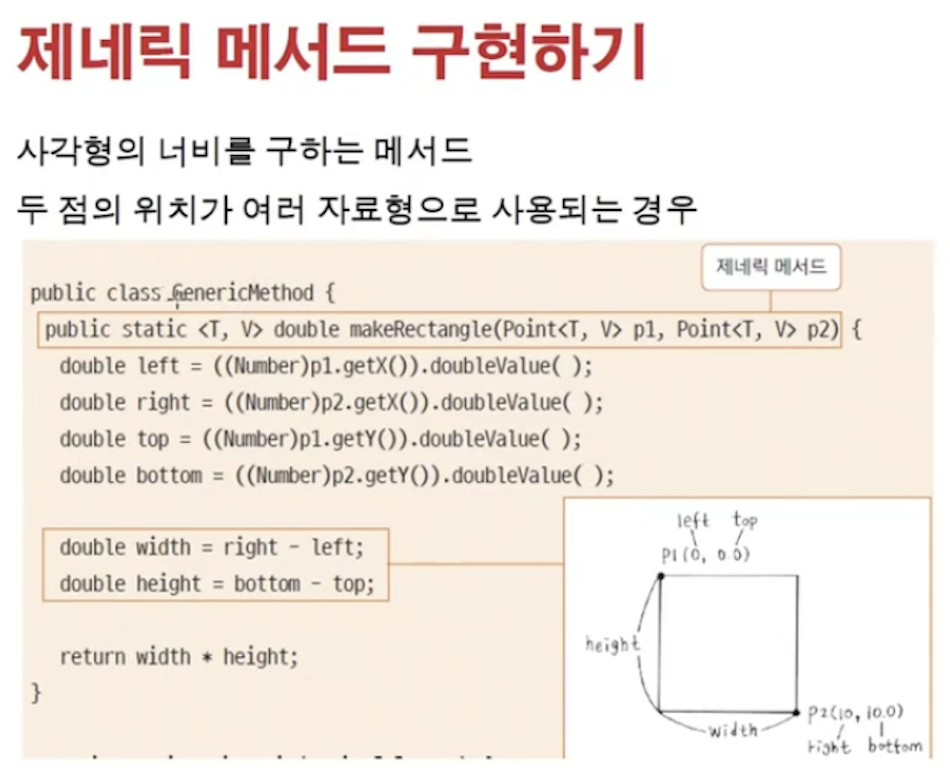 제네릭 메서드 구현하기
사각형의 너비를 구하는 메서드
두 점의 위치가 여러 자료형으로 사용되는 경우
제네릭 메서드
public class GenericMethod {
public static <T, V> double makeRectangle(Point<T, V> p1, Point<T, V> p2) {
double left = ((Number)p1.getX()).doubleValue( );
double right = ((Number)p2.getX()).doubleValue( );
double top = ((Number)p1.getY()).doubleValue( );
double bottom = ((Number)p2.getY()).doubleValue( );
double width = right - left;
double height = bottom - top;
return width * height;
}
left top
P1(0, 0.0)
height
width
P2(10, 10.0)
right bottom